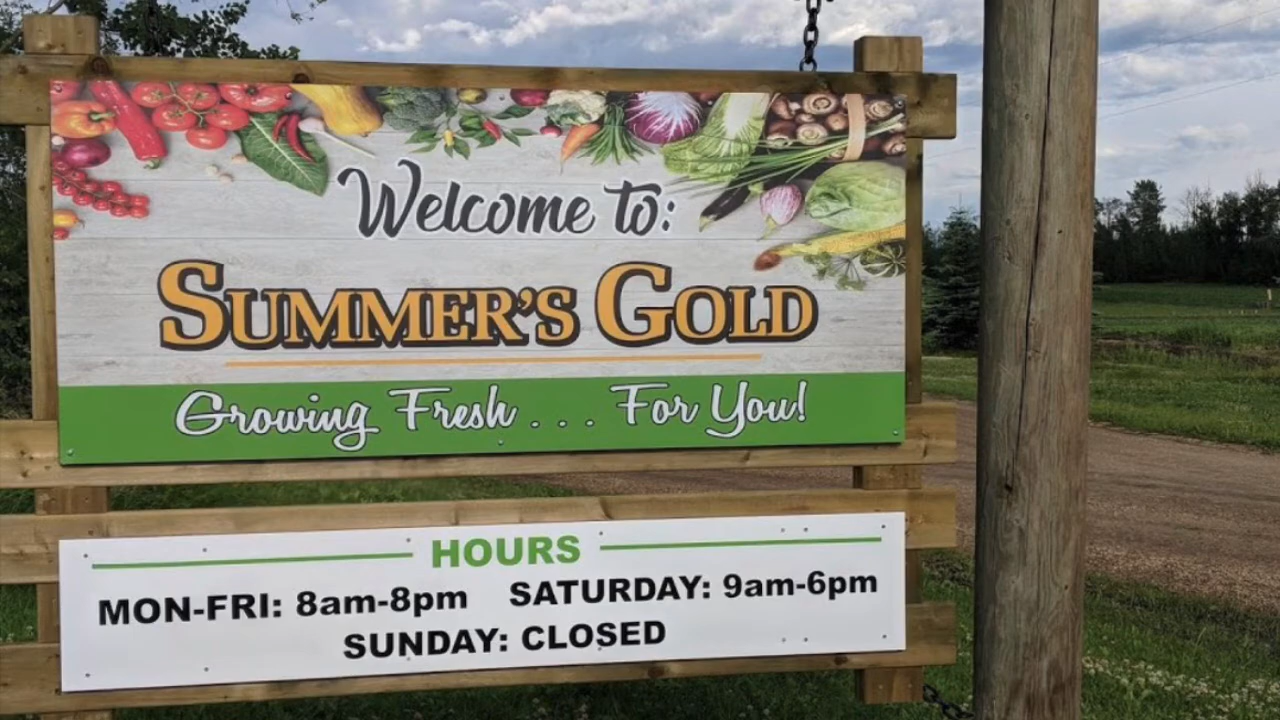 Welcome to:
SUMMER'S GOLD
Growing Fresh . . . For You!
HOURS
MON-FRI: 8am-8pm SATURDAY: 9am-6pm
SUNDAY: CLOSED